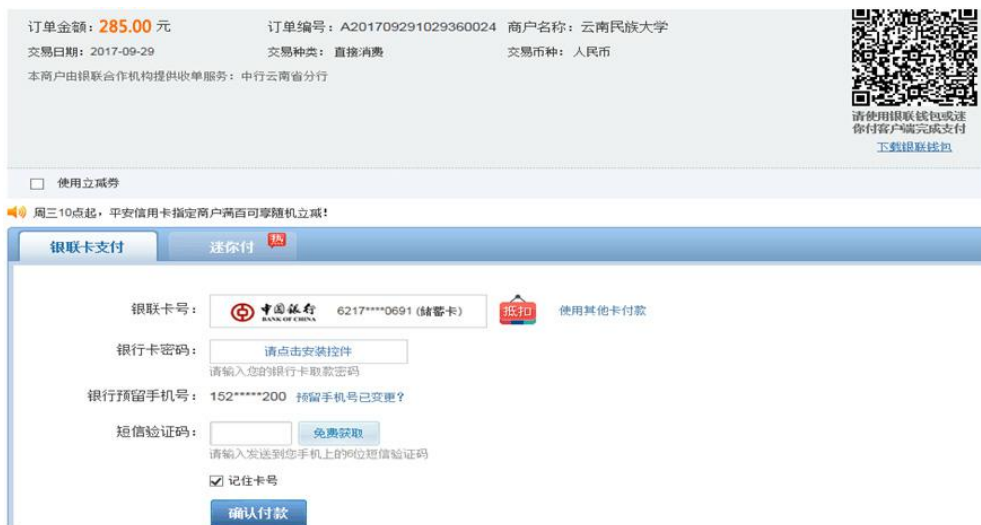 订单金额：285.00 元 订单编号：A201709291029360024 商户名称：云南民族大学
交易日期：2017-09-29 交易种类：直接消费 交易币种：人民币
本商户由银联合作机构提供收单服务：中行云南省分行
请使用银联钱包或迷
你付客户端完成支付
下载银联钱包
使用立减券
周三10点起，平安信用卡指定商户满百可享随机立减！
银联卡支付 迷你付 热
银联卡号： 中国银行 BANK OF CHINA 6217****0691 (储蓄卡) 抵扣 使用其他卡付款
银行卡密码： 请点击安装控件
请输入您的银行卡取款密码
银行预留手机号： 152*****200 预留手机号已变更？
短信验证码： 免费获取
请输入发送到您手机上的6位短信验证码
记住卡号
确认付款